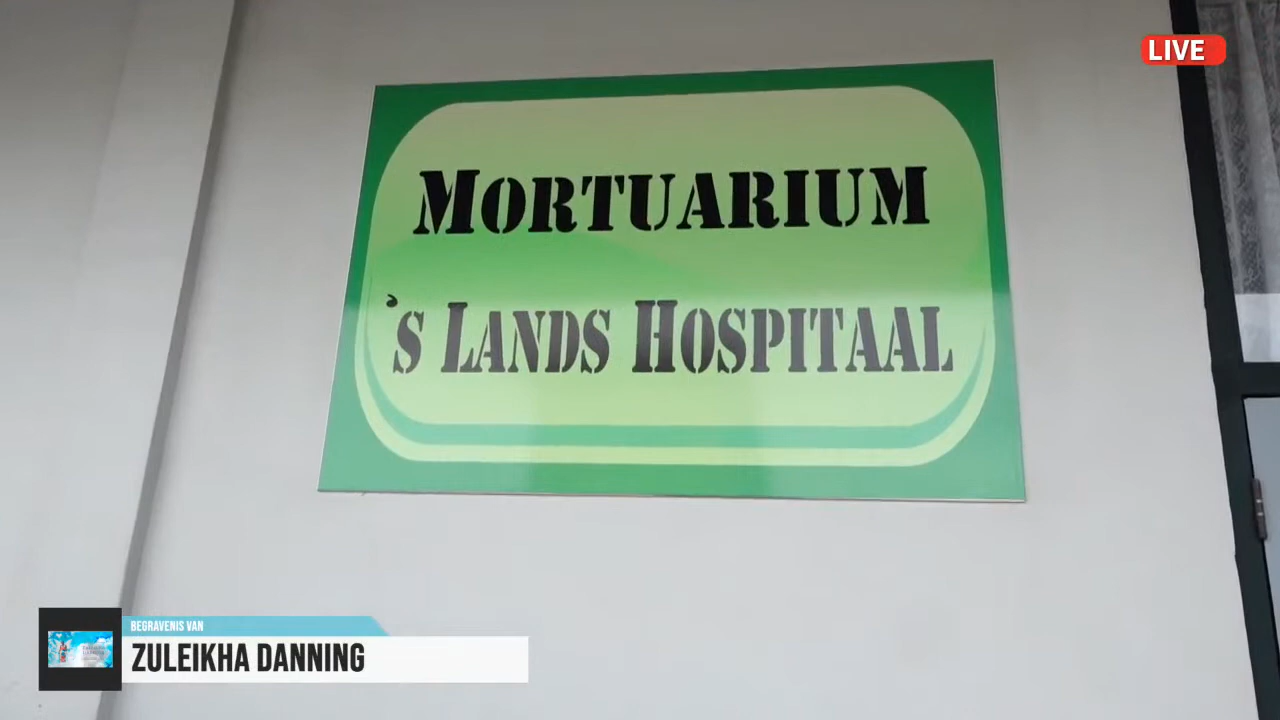 LIVE
MORTUARIUM
'S LANDS HOSPITAAL
BEGRAVENIS VAN
ZULEIKHA DANNING